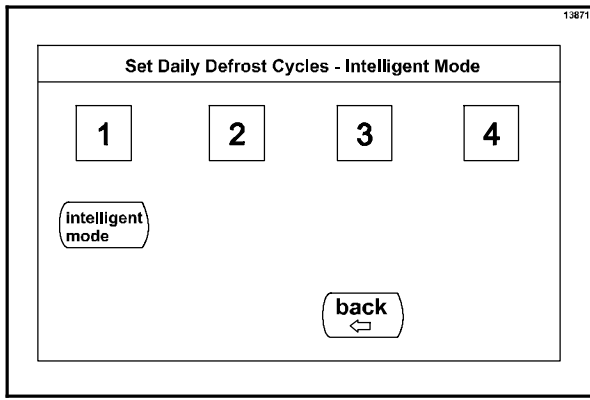 13871
Set Daily Defrost Cycles - Intelligent Mode
1 2 3 4
intelligent
mode
back